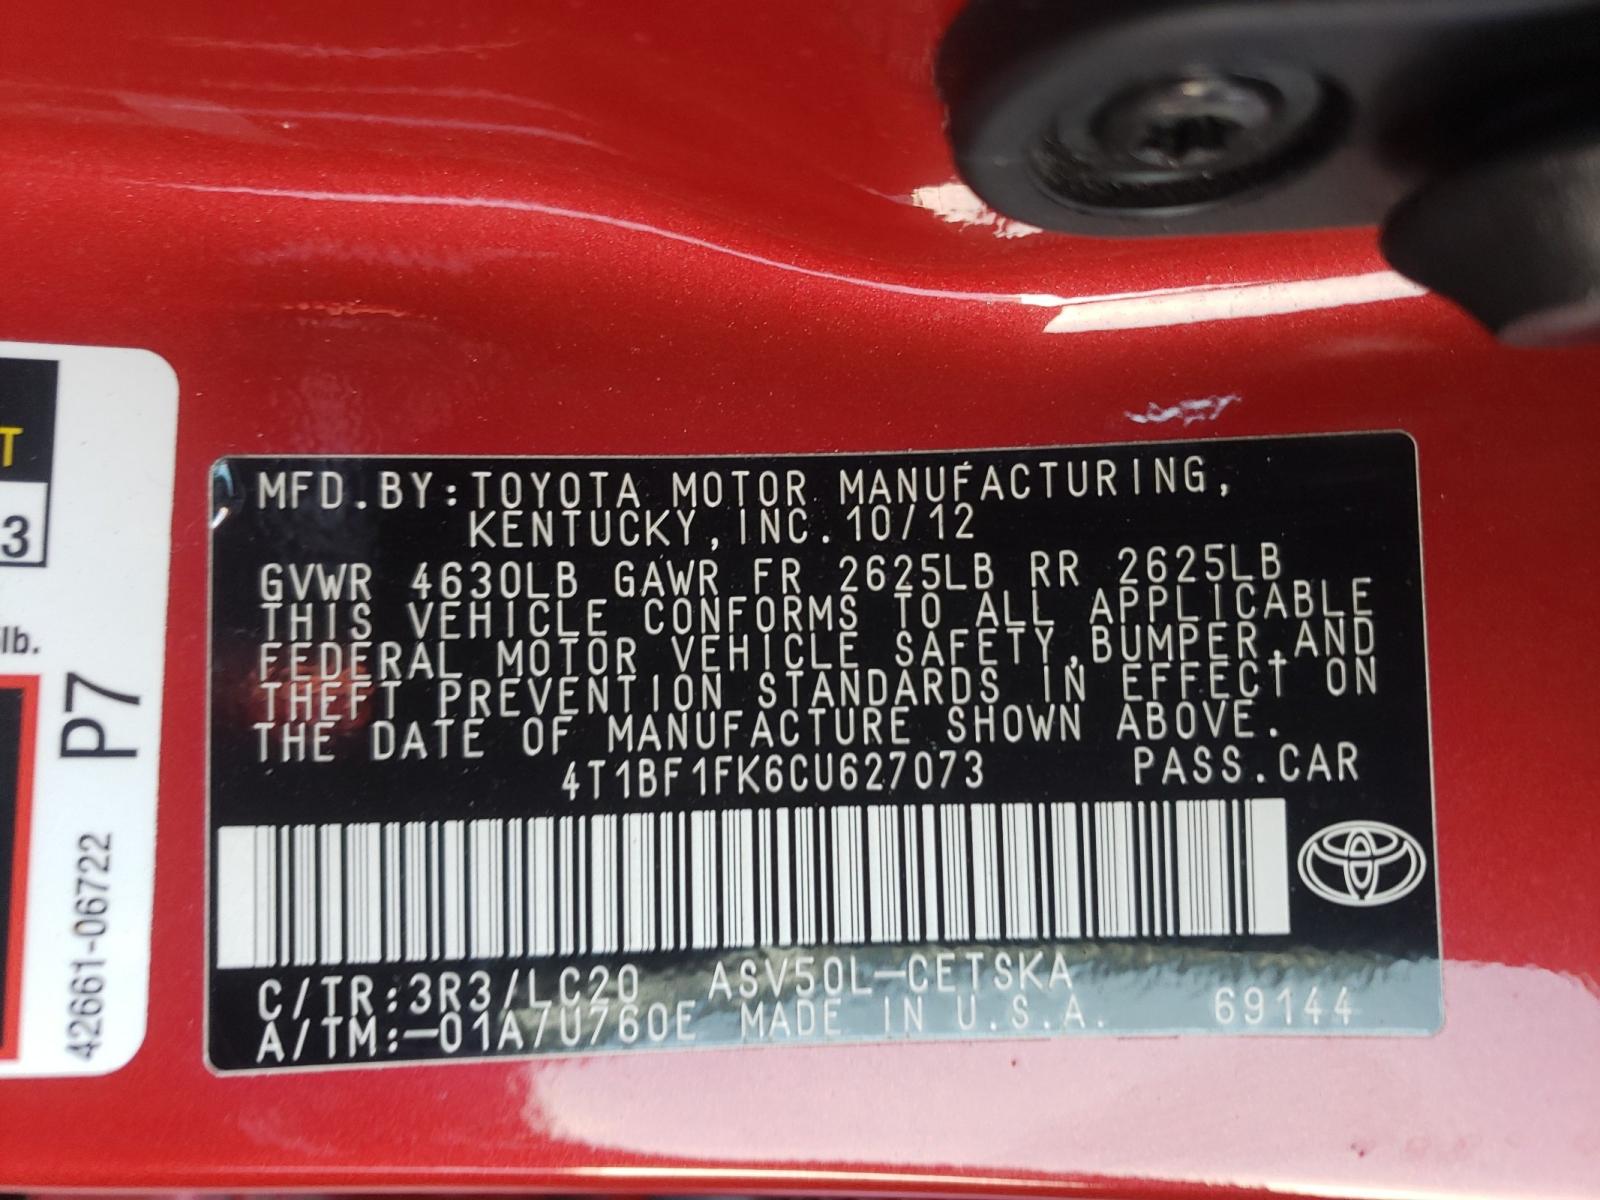 T
3
lb.
P7
42661-06722
MFD.BY:TOYOTA MOTOR MANUFACTURING,
KENTUCKY,INC. 10/12
GVWR 4630LB GAWR FR 2625LB RR 2625LB
THIS VEHICLE CONFORMS TO ALL APPLICABLE
FEDERAL MOTOR VEHICLE SAFETY,BUMPER,AND
THEFT PREVENTION STANDARDS IN EFFECT ON
THE DATE OF MANUFACTURE SHOWN ABOVE.
4T1BF1FK6CU627073 PASS.CAR
C/TR:3R3/LC20 ASV50L-CETSKA
A/TM:-01A/U760E MADE IN U.S.A. 69144